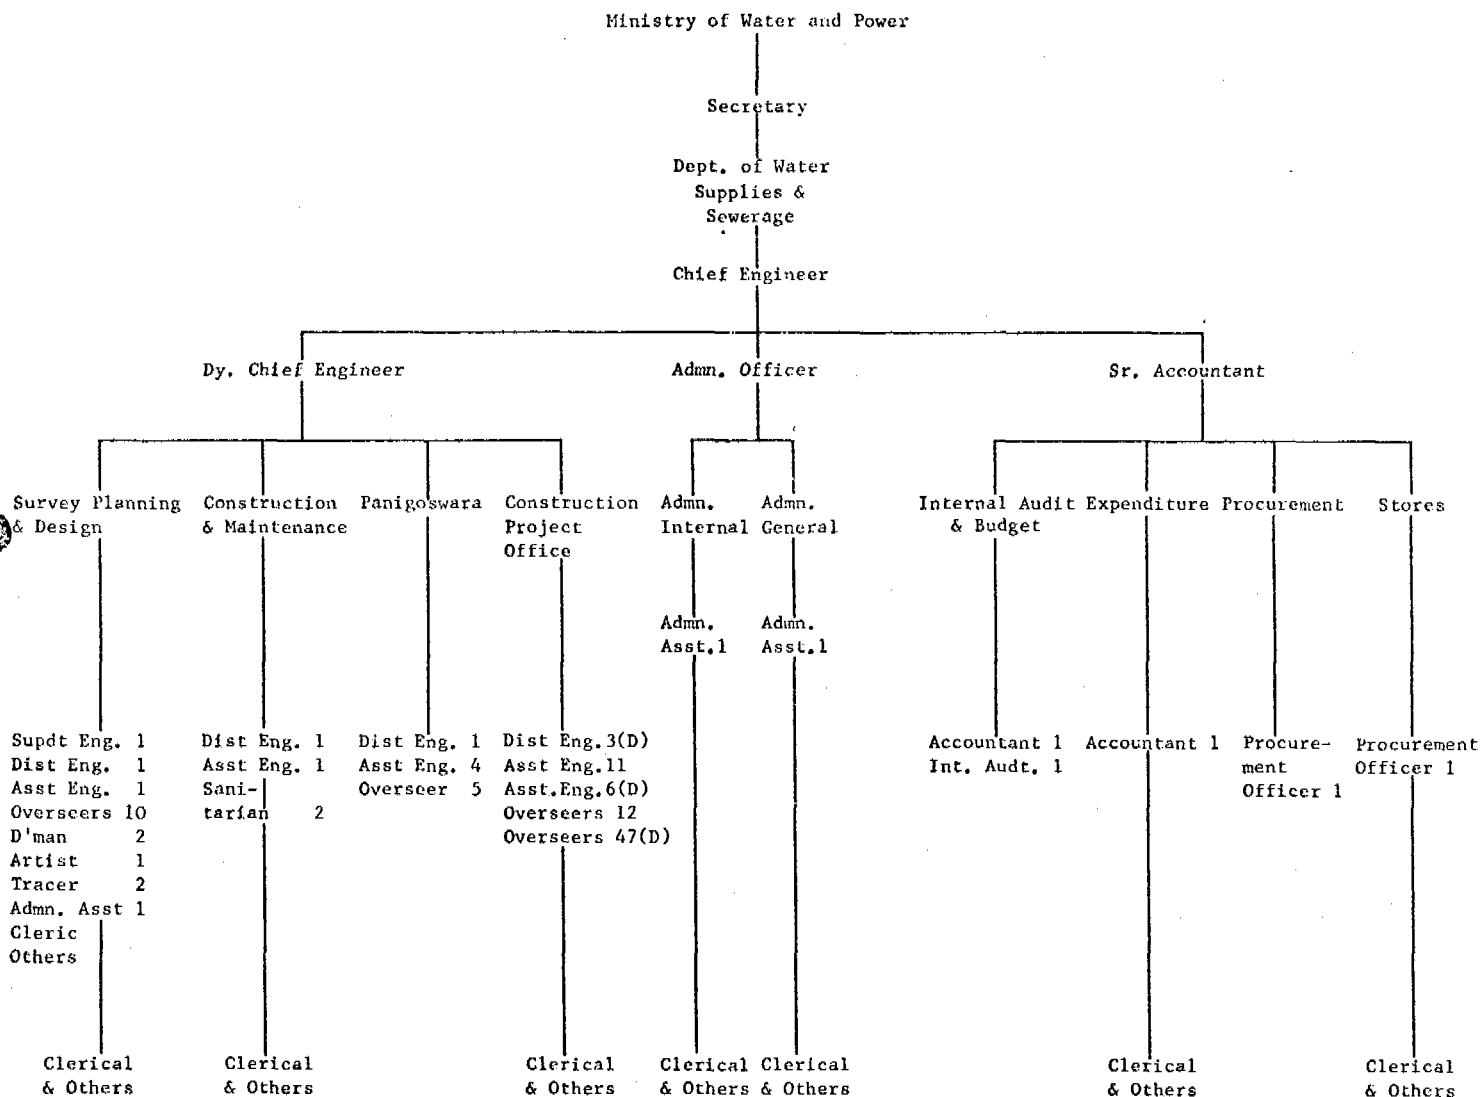 Ministry of Water and Power
Secretary
Dept. of Water
Supplies &
Sewerage
Chief Engineer
Dy. Chief Engineer
Admn. Officer
Sr. Accountant
Survey Planning
& Design
Construction
& Maintenance
Panigoswara
Construction
Project
Office
Admn.
Internal
Admn.
General
Internal Audit
& Budget
Expenditure
Procurement
Stores
Admn.
Asst.1
Admn.
Asst.1
Supdt Eng. 1
Dist Eng. 1
Asst Eng. 1
Overseers 10
D'man 2
Artist 1
Tracer 2
Admn. Asst 1
Cleric
Others
Dist Eng. 1
Asst Eng. 1
Sani-
tarian 2
Dist Eng. 1
Asst Eng. 4
Overseer 5
Dist Eng.3(D)
Asst Eng.11
Asst.Eng.6(D)
Overseers 12
Overseers 47(D)
Accountant 1
Int. Audt. 1
Accountant 1
Procure-
ment
Officer 1
Procurement
Officer 1
Clerical
& Others
Clerical
& Others
Clerical
& Others
Clerical
& Others
Clerical
& Others
Clerical
& Others
Clerical
& Others